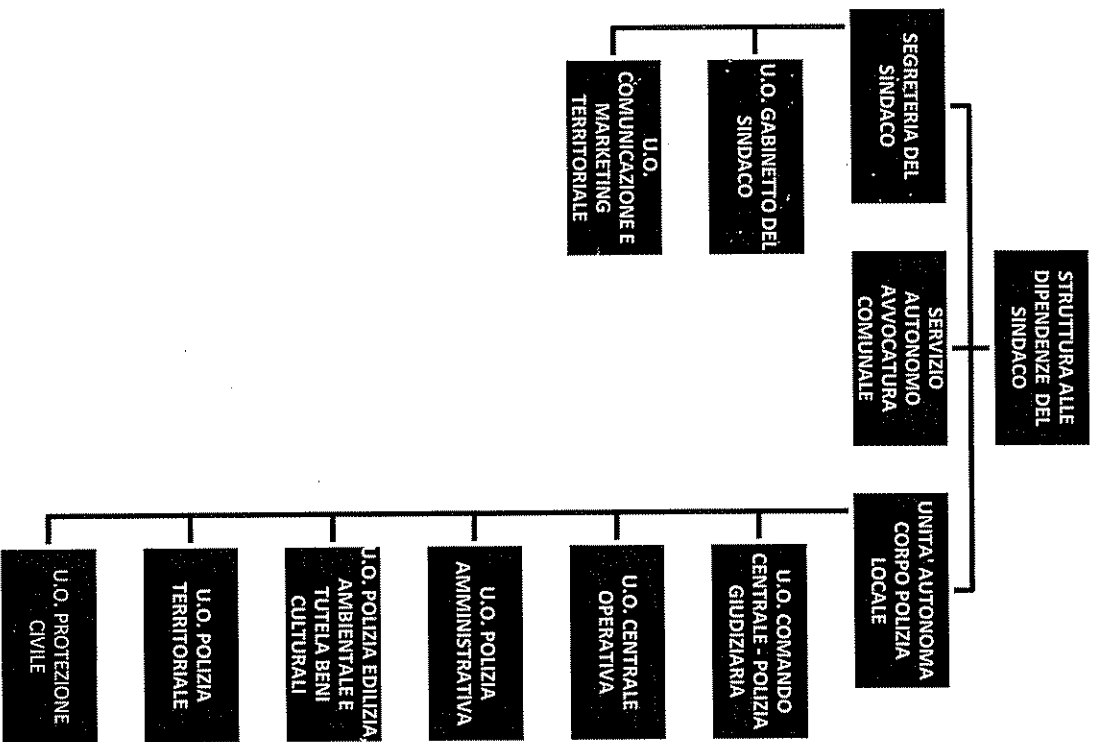 STRUTTURA ALLE
DIPENDENZE DEL
SINDACO
SEGRETERIA DEL
SINDACO
SERVIZIO
AUTONOMO
AVVOCATURA
COMUNALE
UNITA' AUTONOMA
CORPO POLIZIA
LOCALE
U.O. GABINETTO DEL
SINDACO
U.O.
COMUNICAZIONE E
MARKETING
TERRITORIALE
U.O. COMANDO
CENTRALE - POLIZIA
GIUDIZIARIA
U.O. CENTRALE
OPERATIVA
U.O. POLIZIA
AMMINISTRATIVA
U.O. POLIZIA EDILIZIA,
AMBIENTALE E
TUTELA BENI
CULTURALI
U.O. POLIZIA
TERRITORIALE
U.O. PROTEZIONE
CIVILE